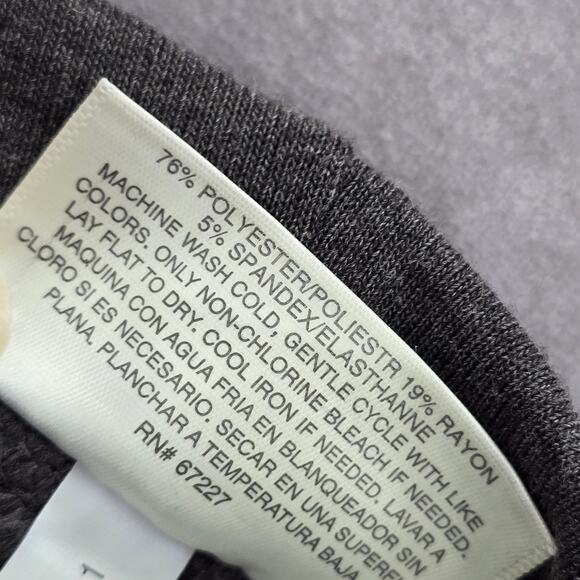 76% POLYESTER/POLIESTR 19% RAYON
5% SPANDEX/ELASTHANNE
MACHINE WASH COLD, GENTLE CYCLE WITH LIKE
COLORS. ONLY NON-CHLORINE BLEACH IF NEEDED.
LAY FLAT TO DRY. COOL IRON IF NEEDED. LAVAR A
MAQUINA CON AGUA FRIA EN BLANQUEADOR SIN
CLORO SI ES NECESARIO. SECAR EN UNA SUPERFI
PLANA. PLANCHAR A TEMPERATURA BAJA
RN# 67227